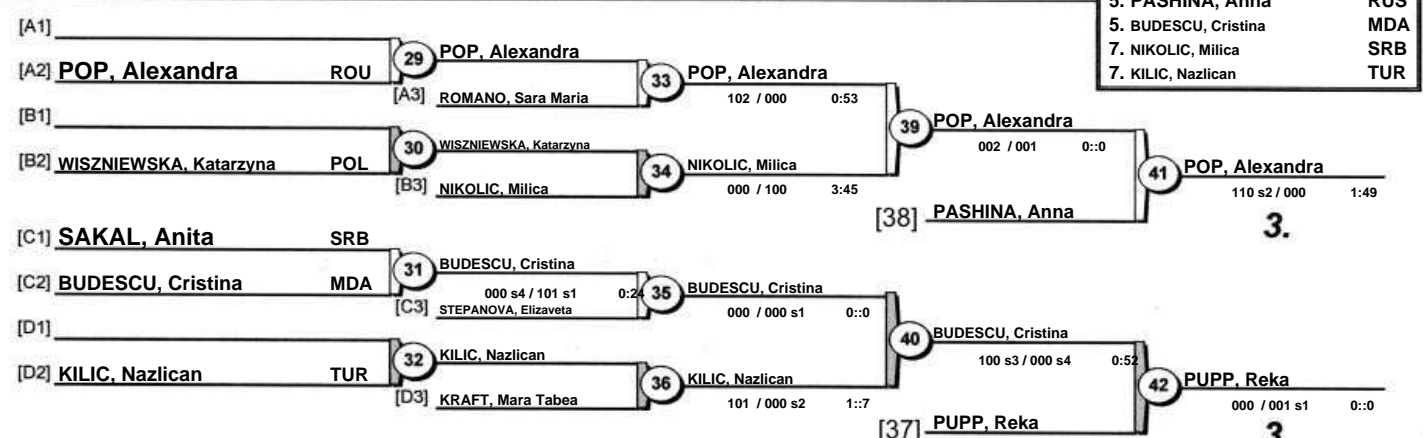 5. PASHINA, Anna RUS
5. BUDESCU, Cristina MDA
7. NIKOLIC, Milica SRB
7. KILIC, Nazlican TUR
[A1]
[A2] POP, Alexandra ROU
29 POP, Alexandra
[A3] ROMANO, Sara Maria
33 POP, Alexandra
102 / 000 0:53
[B1]
[B2] WISZNIEWSKA, Katarzyna POL
30 WISZNIEWSKA, Katarzyna
[B3] NIKOLIC, Milica
34 NIKOLIC, Milica
000 / 100 3:45
39 POP, Alexandra
002 / 001 0::0
[38] PASHINA, Anna
41 POP, Alexandra
110 s2 / 000 1:49
3.
[C1] SAKAL, Anita SRB
[C2] BUDESCU, Cristina MDA
31 BUDESCU, Cristina
000 s4 / 101 s1 0:24
[C3] STEPANOVA, Elizaveta
35 BUDESCU, Cristina
000 / 000 s1 0::0
[D1]
[D2] KILIC, Nazlican TUR
32 KILIC, Nazlican
[D3] KRAFT, Mara Tabea
36 KILIC, Nazlican
101 / 000 s2 1::7
40 BUDESCU, Cristina
100 s3 / 000 s4 0:52
[37] PUPP, Reka
42 PUPP, Reka
000 / 001 s1 0::0
3.